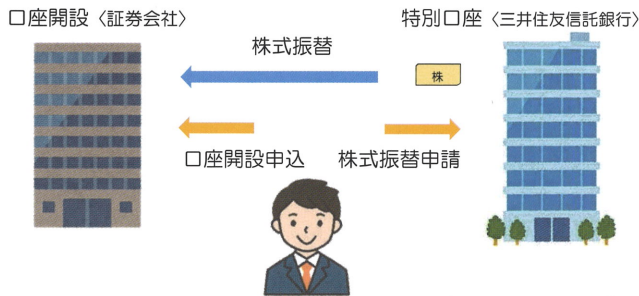 口座開設〈証券会社〉
特別口座〈三井住友信託銀行〉
株式振替
株
口座開設申込
株式振替申請